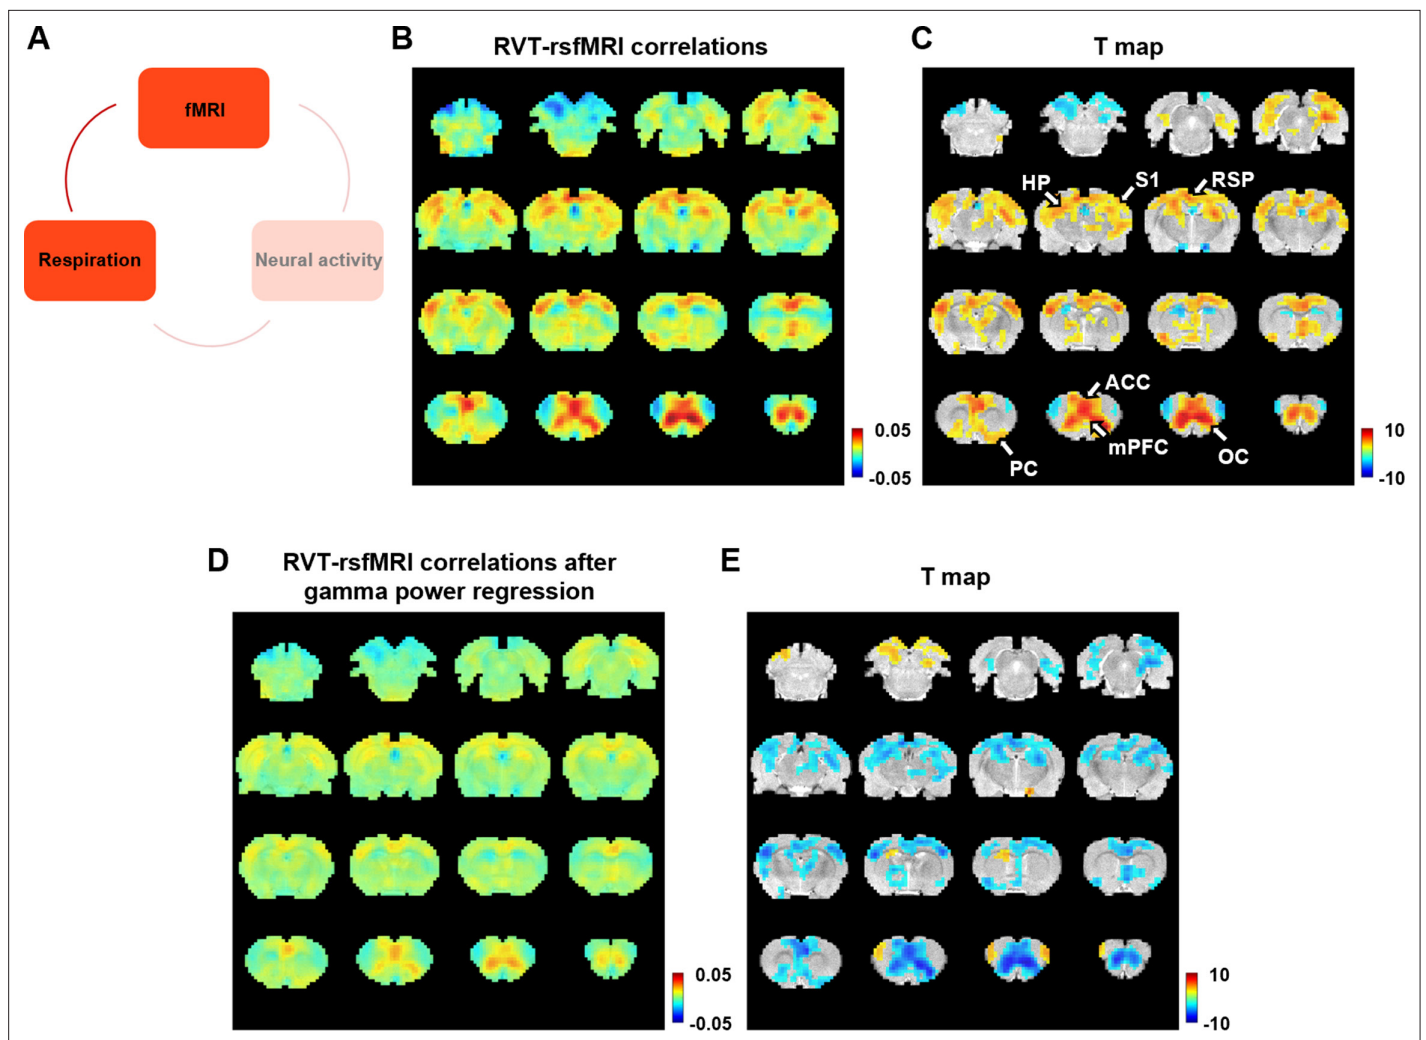 A
fMRI
Respiration
Neural activity
B
RVT-rsfMRI correlations
0.05
-0.05
C
T map
HP
S1
RSP
ACC
mPFC
PC
OC
10
-10
D
RVT-rsfMRI correlations after
gamma power regression
0.05
-0.05
E
T map
10
-10